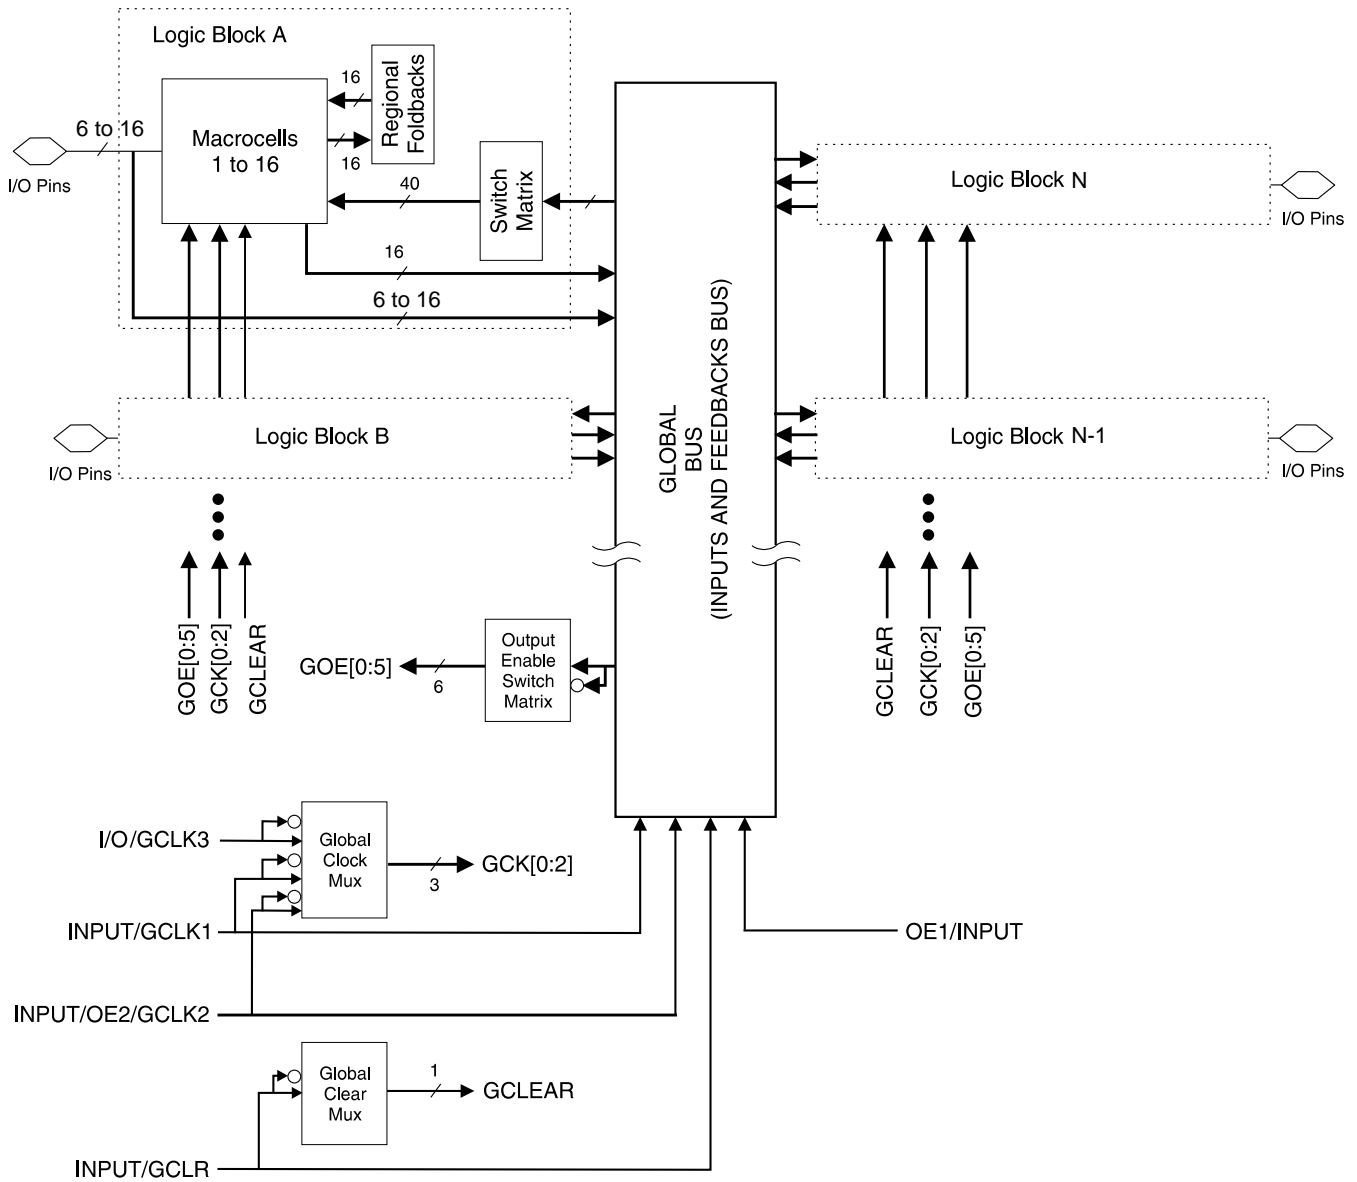 Logic Block A
16
Regional
Foldbacks
6 to 16
Macrocells
1 to 16
16
I/O Pins
40
Switch
Matrix
16
6 to 16
Logic Block N
I/O Pins
GLOBAL
BUS
(INPUTS AND FEEDBACKS BUS)
Logic Block B
I/O Pins
Logic Block N-1
I/O Pins
GOE[0:5]
GCK[0:2]
GCLEAR
GCLEAR
GCK[0:2]
GOE[0:5]
GOE[0:5]
6
Output
Enable
Switch
Matrix
I/O/GCLK3
Global
Clock
Mux
3
GCK[0:2]
INPUT/GCLK1
OE1/INPUT
INPUT/OE2/GCLK2
Global
Clear
Mux
1
GCLEAR
INPUT/GCLR